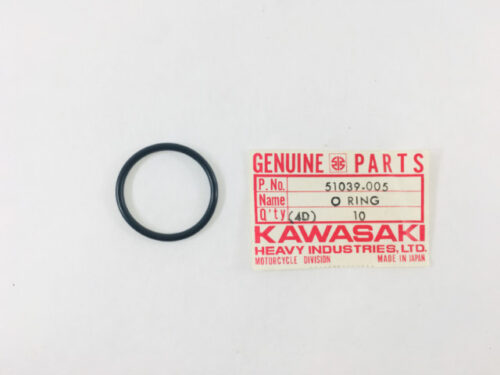 GENUINE PARTS
P.No. 51039-005
Name O RING
Q'ty (4D) 10
KAWASAKI
HEAVY INDUSTRIES, LTD.
MOTORCYCLE DIVISION MADE IN JAPAN